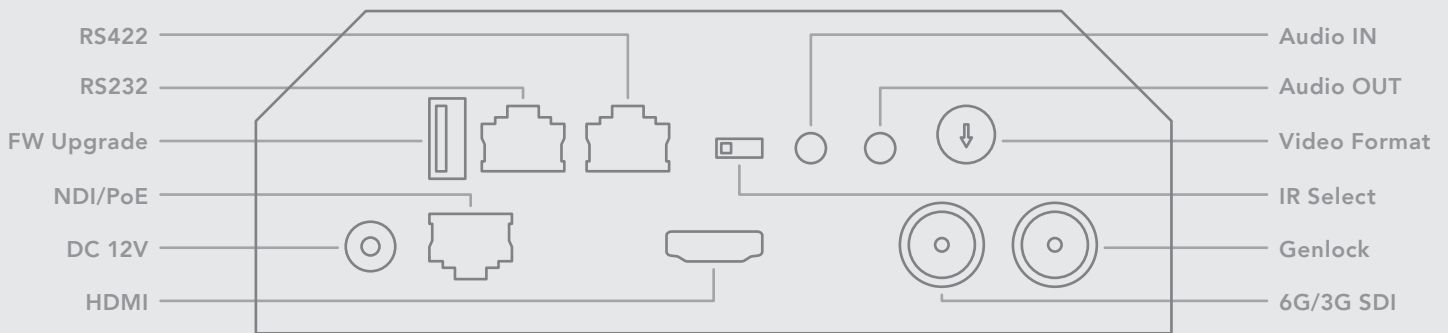 RS422
RS232
FW Upgrade
NDI/PoE
DC 12V
HDMI
Audio IN
Audio OUT
Video Format
IR Select
Genlock
6G/3G SDI